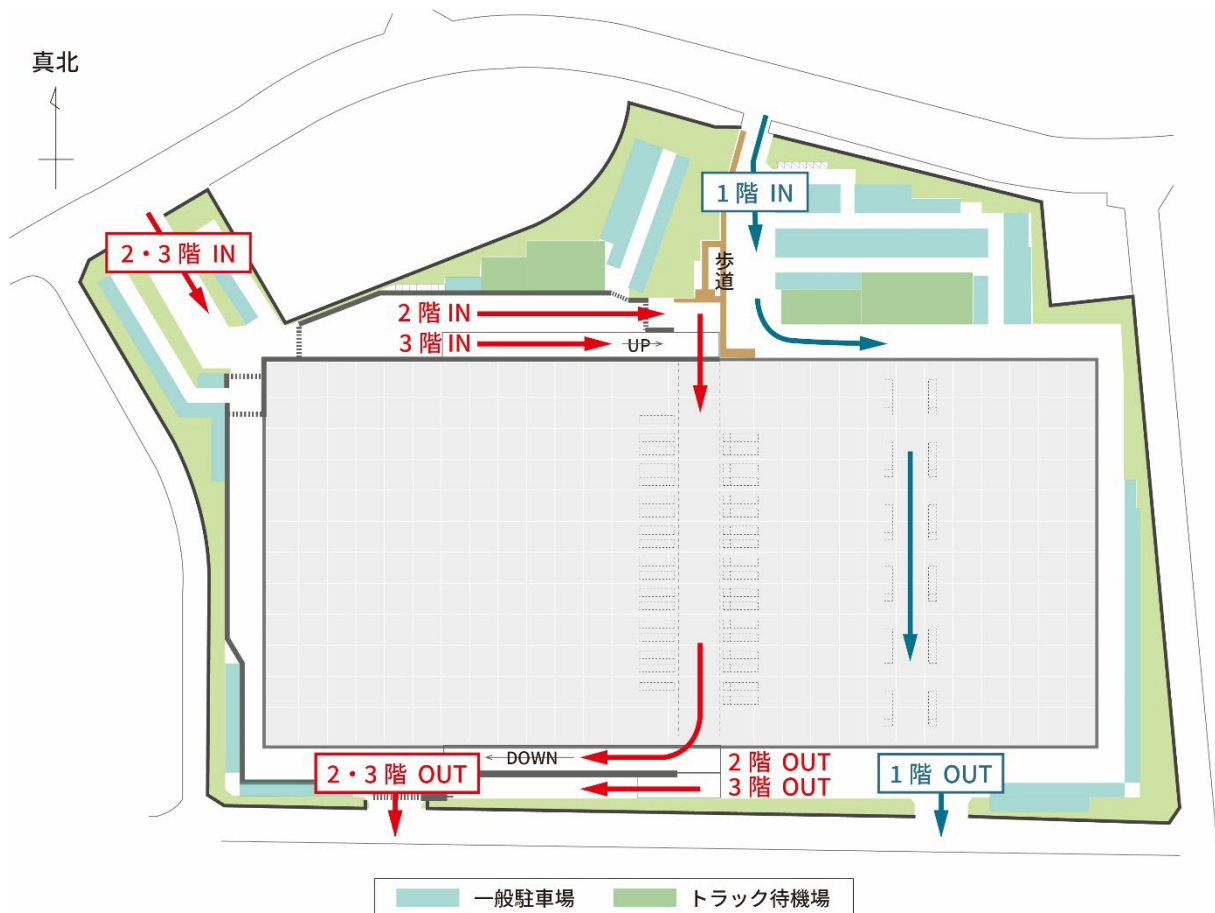 真北
1階 IN
2・3階 IN
歩道
2階 IN
3階 IN
UP
DOWN
2階 OUT
3階 OUT
2・3階 OUT
1階 OUT
一般駐車場
トラック待機場